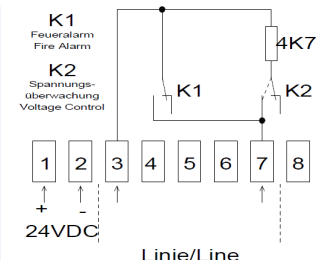 K1
Feueralarm
Fire Alarm
K2
Spannungs-
überwachung
Voltage Control
4K7
K1
K2
1 2 3 4 5 6 7 8
+ -
24VDC
Linie/Line